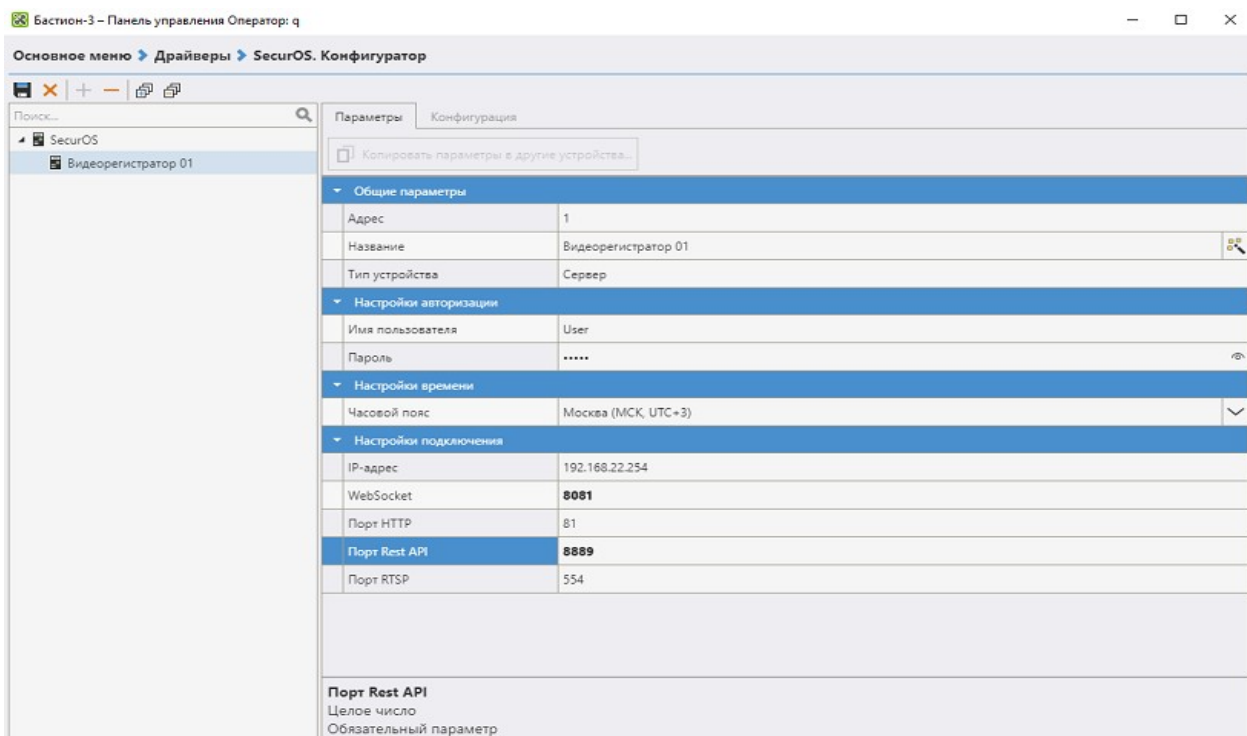 Бастион-3 – Панель управления Оператор: q
Основное меню Драйверы SecurOS. Конфигуратор
Поиск...
SecurOS
Видеорегистратор 01
Параметры Конфигурация
Копировать параметры в другие устройства...
Общие параметры
Адрес 1
Название Видеорегистратор 01
Тип устройства Сервер
Настройки авторизации
Имя пользователя User
Пароль •••••
Настройки времени
Часовой пояс Москва (МСК, UTC+3)
Настройки подключения
IP-адрес 192.168.22.254
WebSocket 8081
Порт HTTP 81
Порт Rest API 8889
Порт RTSP 554
Порт Rest API
Целое число
Обязательный параметр